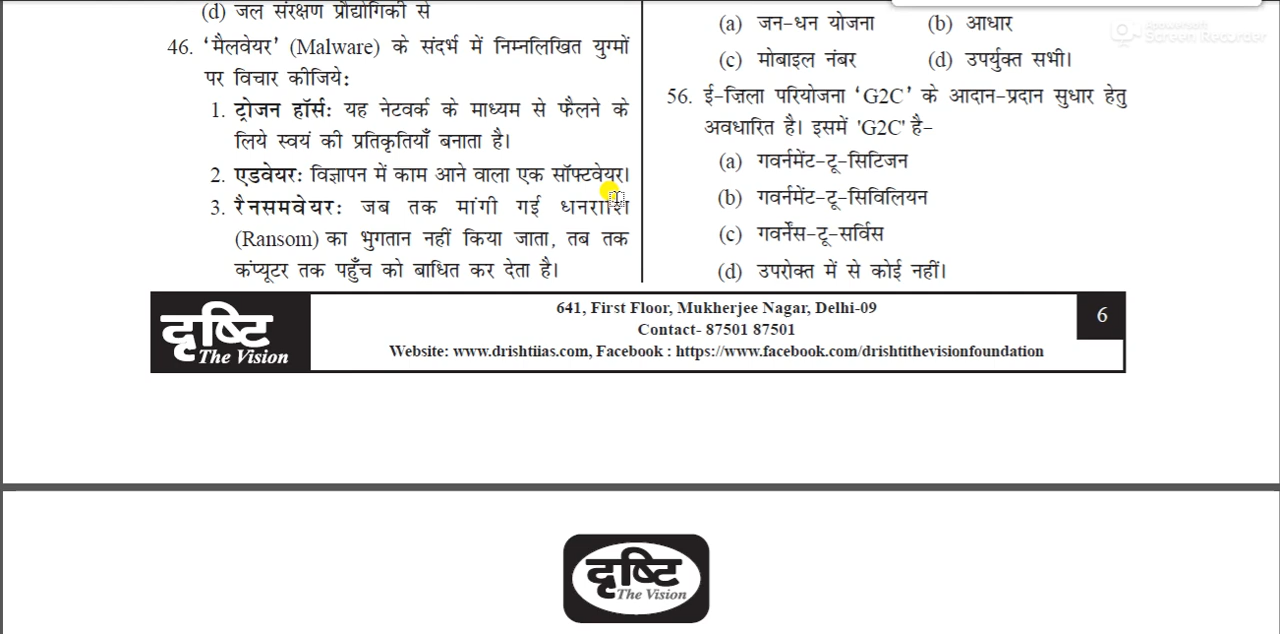 (d) जल संरक्षण प्रौद्योगिकी से
46. ‘मैलवेयर’ (Malware) के संदर्भ में निम्नलिखित युग्मों
पर विचार कीजिये:
1. ट्रोजन हॉर्स: यह नेटवर्क के माध्यम से फैलने के
लिये स्वयं की प्रतिकृतियाँ बनाता है।
2. एडवेयर: विज्ञापन में काम आने वाला एक सॉफ्टवेयर।
3. रैनसमवेयर: जब तक मांगी गई धनराशि
(Ransom) का भुगतान नहीं किया जाता, तब तक
कंप्यूटर तक पहुँच को बाधित कर देता है।
(a) जन-धन योजना (b) आधार
(c) मोबाइल नंबर (d) उपर्युक्त सभी।
56. ई-ज़िला परियोजना ‘G2C’ के आदान-प्रदान सुधार हेतु
अवधारित है। इसमें 'G2C' है-
(a) गवर्नमेंट-टू-सिटिजन
(b) गवर्नमेंट-टू-सिविलियन
(c) गवर्नेंस-टू-सर्विस
(d) उपरोक्त में से कोई नहीं।
Apowersoft
Screen Recorder
दृष्टि
The Vision
641, First Floor, Mukherjee Nagar, Delhi-09
Contact- 87501 87501
Website: www.drishtiias.com, Facebook : https://www.facebook.com/drishtithevisionfoundation
6
दृष्टि
The Vision